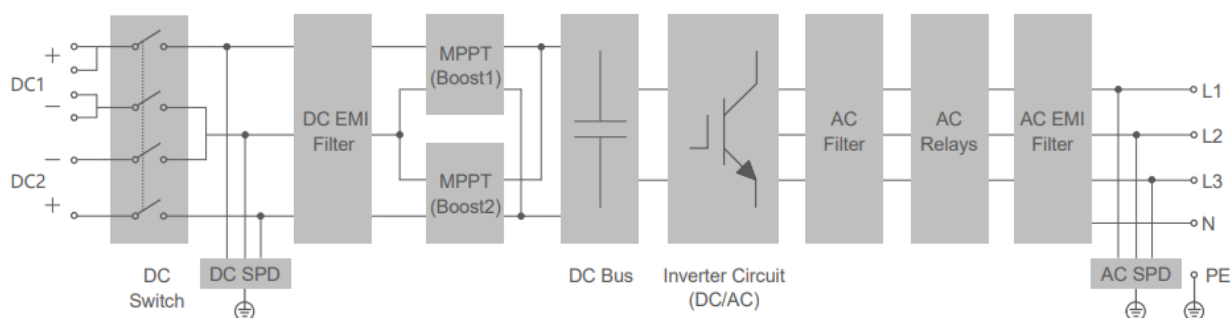 +
DC1
−
−
DC2
+
DC
Switch
DC SPD
DC EMI
Filter
MPPT
(Boost1)
MPPT
(Boost2)
DC Bus
Inverter Circuit
(DC/AC)
AC
Filter
AC
Relays
AC EMI
Filter
L1
L2
L3
N
AC SPD
PE